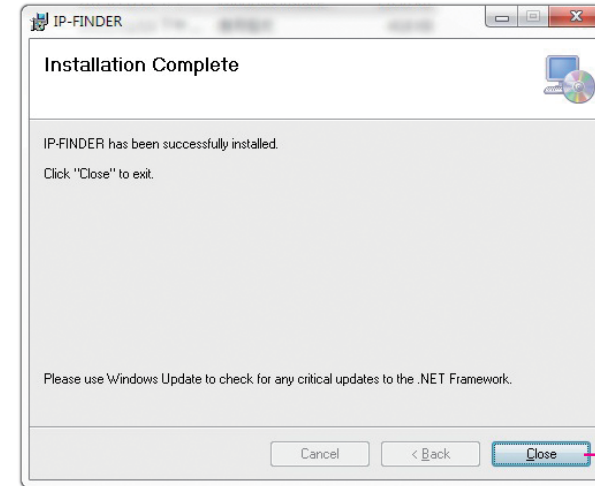 IP-FINDER
Installation Complete
IP-FINDER has been successfully installed.
Click "Close" to exit.
Please use Windows Update to check for any critical updates to the .NET Framework.
Cancel
< Back
Close